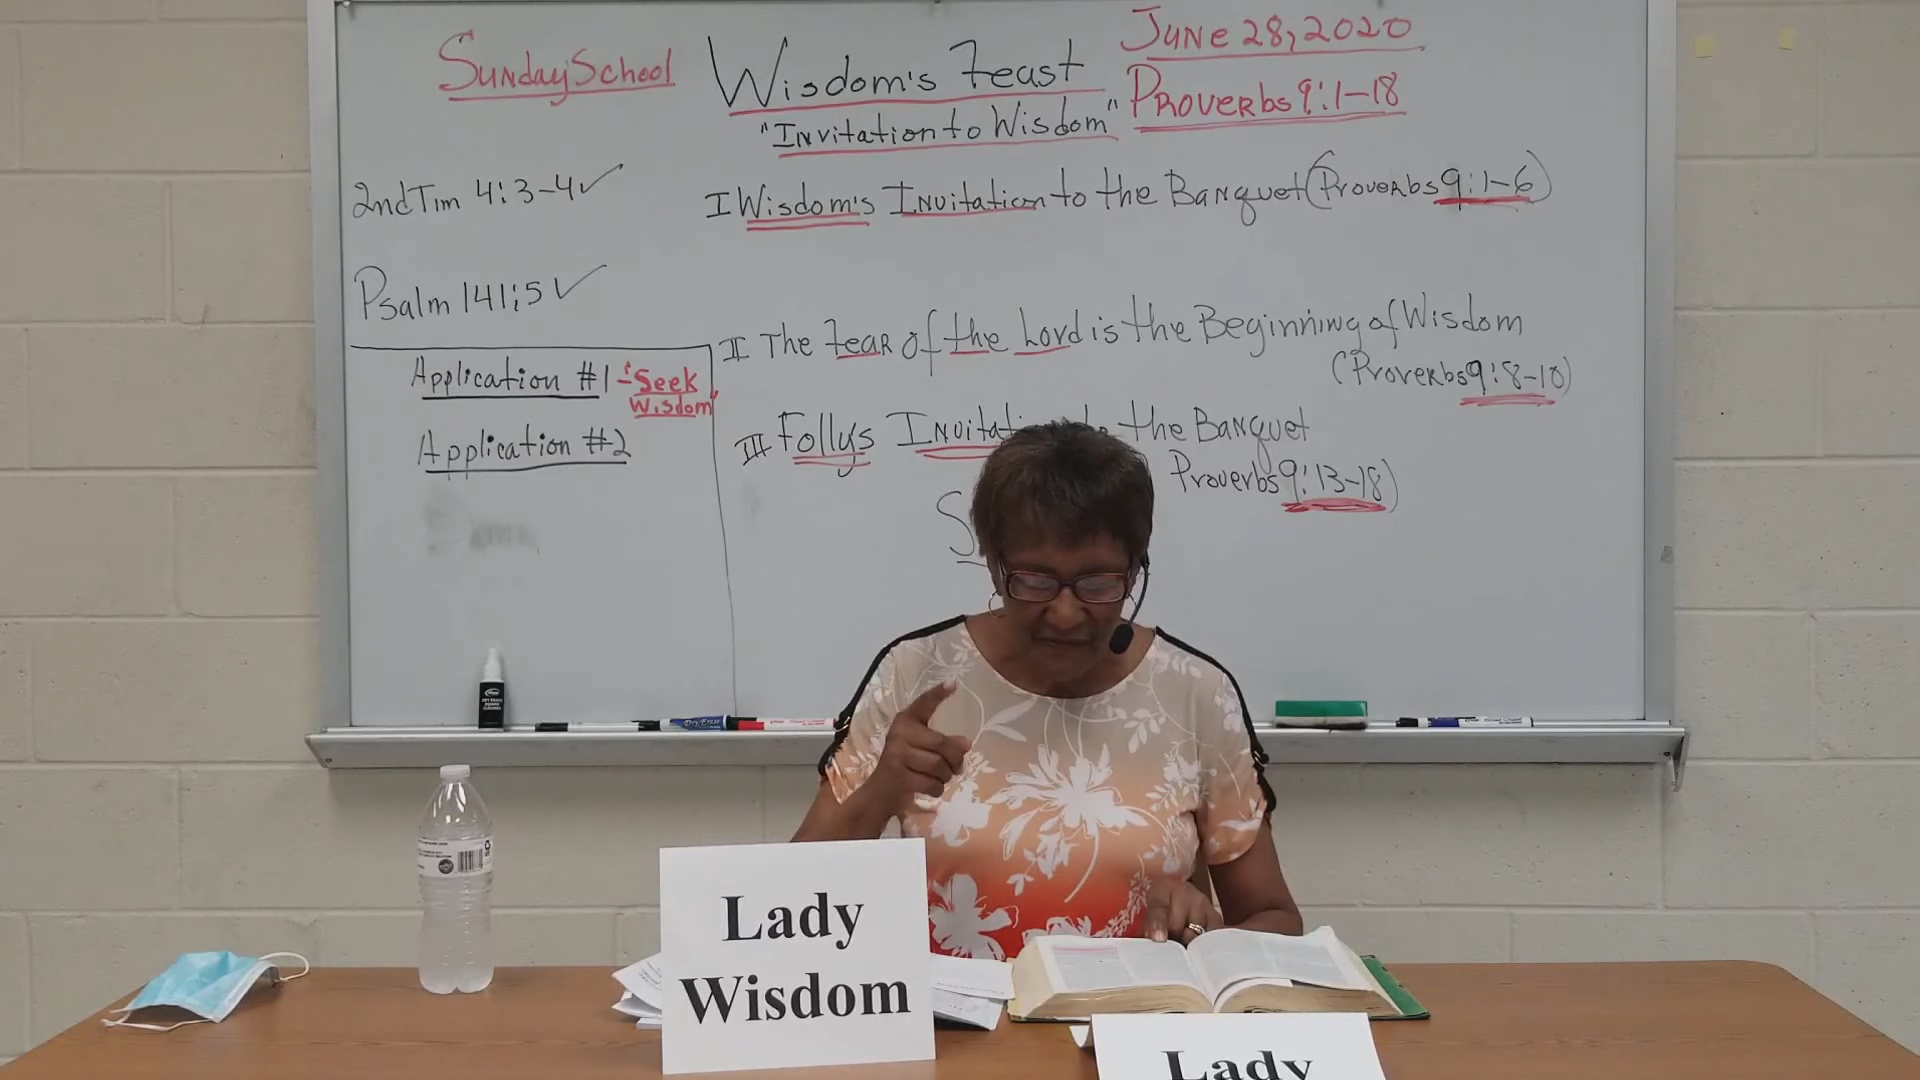 Sunday School
Wisdom's Feast
"Invitation to Wisdom"
June 28, 2020
Proverbs 9:1-18
2nd Tim 4:3-4✓
Psalm 141:5✓
Application #1 - "Seek
Wisdom"
Application #2
I Wisdom's Invitation to the Banquet (Proverbs 9:1-6)
II The Fear of the Lord is the Beginning of Wisdom
(Proverbs 9:8-10)
III Folly's Invitat the Banquet
Proverbs 9:13-18)
S
Lady
Wisdom
Lady